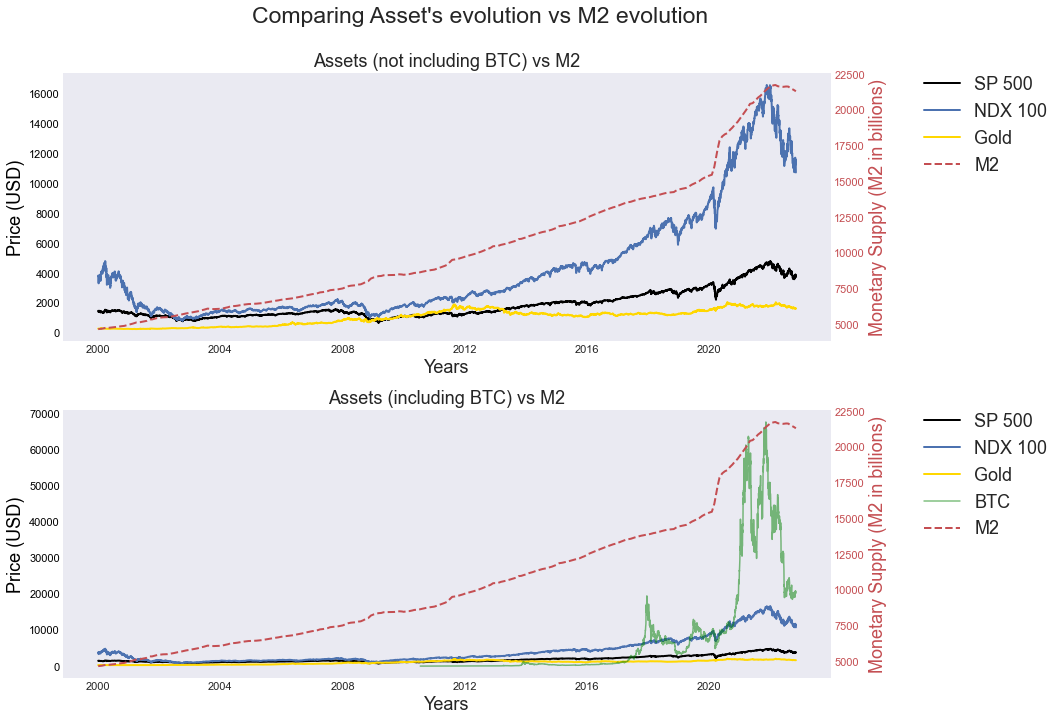 Comparing Asset's evolution vs M2 evolution
Assets (not including BTC) vs M2
Price (USD)
16000
14000
12000
10000
8000
6000
4000
2000
0
2000 2004 2008 2012 2016 2020
Years
22500
20000
17500
15000
12500
10000
7500
5000
Monetary Supply (M2 in billions)
SP 500
NDX 100
Gold
M2
Assets (including BTC) vs M2
Price (USD)
70000
60000
50000
40000
30000
20000
10000
0
2000 2004 2008 2012 2016 2020
Years
22500
20000
17500
15000
12500
10000
7500
5000
Monetary Supply (M2 in billions)
SP 500
NDX 100
Gold
BTC
M2